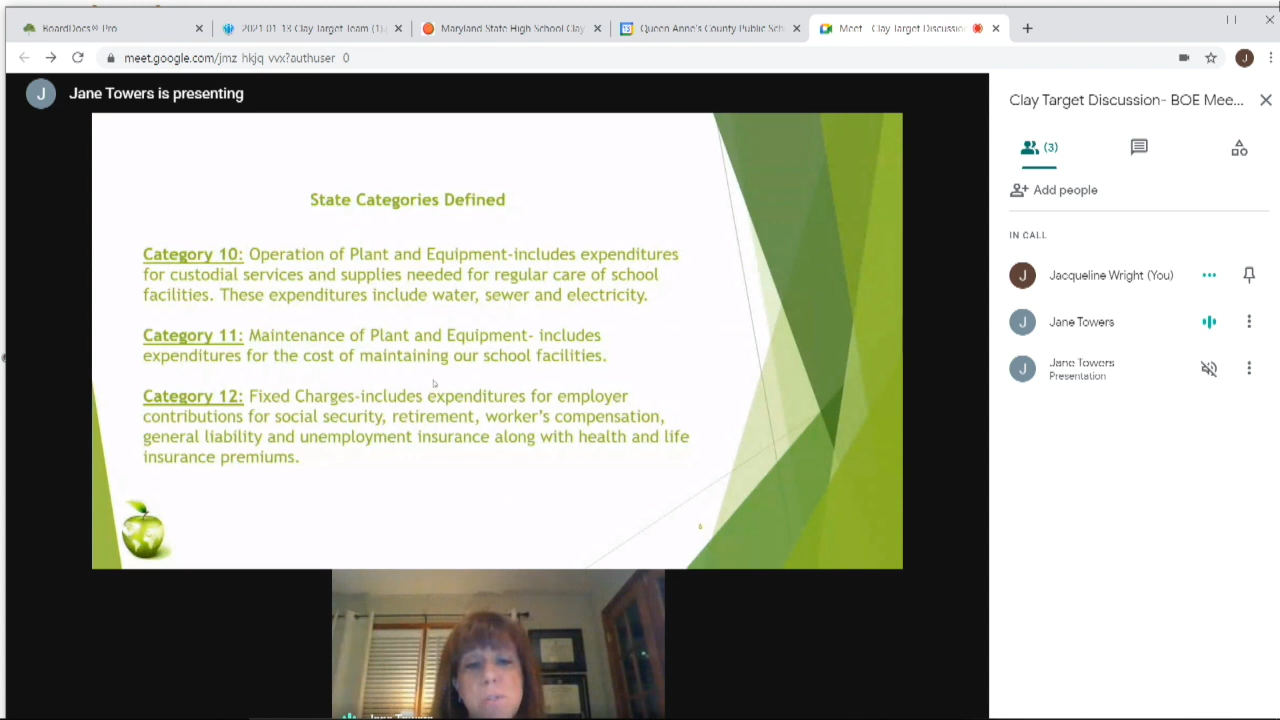 BoardDocs® Pro
2021.01.13 Clay Target Team (1)
Maryland State High School Clay
Queen Anne's County Public Sch
Meet - Clay Target Discussion
meet.google.com/jmz hkjq vvx?authuser 0
J
J
Jane Towers is presenting
State Categories Defined
Category 10: Operation of Plant and Equipment-includes expenditures
for custodial services and supplies needed for regular care of school
facilities. These expenditures include water, sewer and electricity.
Category 11: Maintenance of Plant and Equipment- includes
expenditures for the cost of maintaining our school facilities.
Category 12: Fixed Charges-includes expenditures for employer
contributions for social security, retirement, worker's compensation,
general liability and unemployment insurance along with health and life
insurance premiums.
6
Jane Towers
Clay Target Discussion- BOE Mee...
(3)
Add people
IN CALL
J
Jacqueline Wright (You)
J
Jane Towers
J
Jane Towers
Presentation